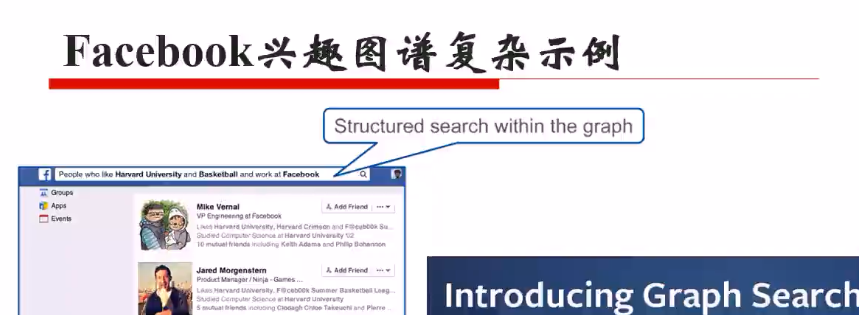 Facebook兴趣图谱复杂示例
Structured search within the graph
People who like Harvard University and Basketball and work at Facebook
Groups
Apps
Events
Mike Vernal
Add Friend
VP Engineering at Facebook
Likes Harvard University, Harvard Crimson and F@ceb00k Su...
Studied Computer Science at Harvard University '02
10 mutual friends including Keith Adams and Philip Bohannon
Jared Morgenstern
Add Friend
Product Manager / Ninja - Games ...
Likes Harvard University, F@ceb00k Summer Basketball Leag...
Studied Computer Science at Harvard University
5 mutual friends including Clodagh Chloe Takeuchi and Pierre ...
Introducing Graph Search